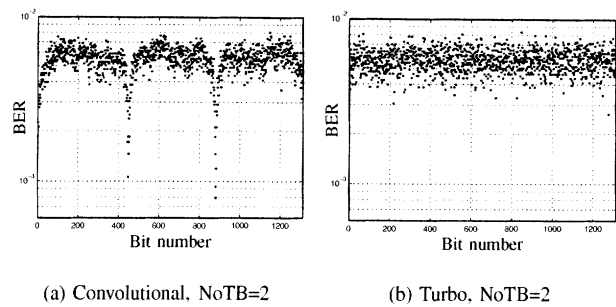 10^-2
10^-3
BER
0 200 400 600 800 1000 1200
Bit number
(a) Convolutional, NoTB=2
10^-2
10^-3
BER
0 200 400 600 800 1000 1200
Bit number
(b) Turbo, NoTB=2